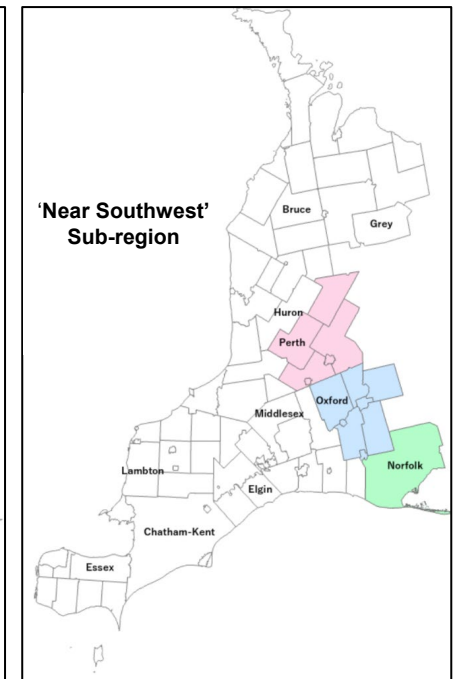 'Near Southwest'
Sub-region
Bruce
Grey
Huron
Perth
Oxford
Middlesex
Norfolk
Lambton
Elgin
Chatham-Kent
Essex